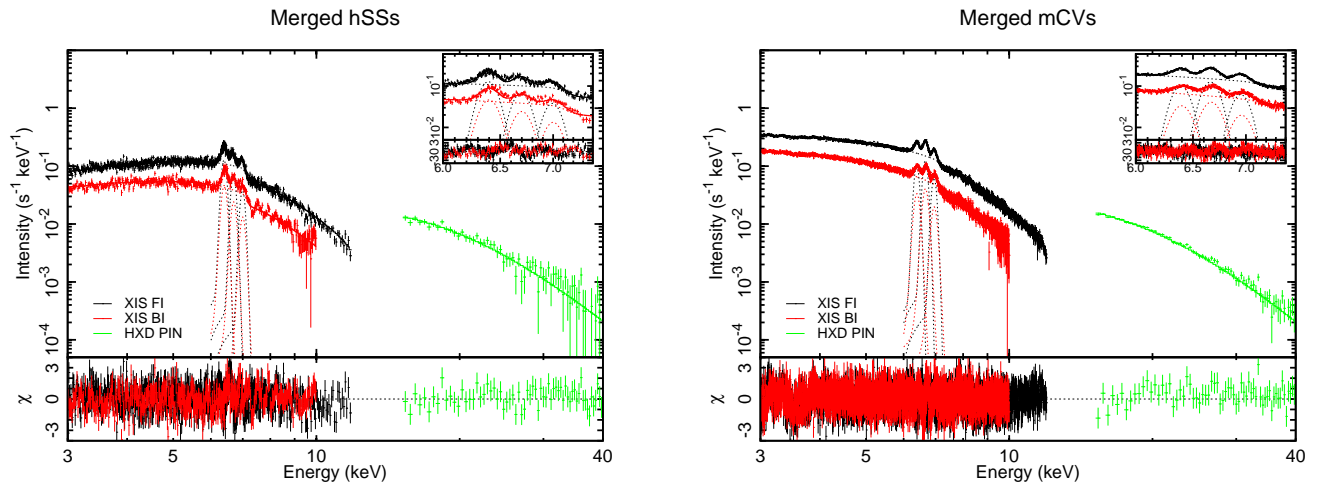 Merged hSSs
Intensity (s⁻¹ keV⁻¹)
1
10⁻¹
10⁻²
10⁻³
10⁻⁴
10⁻¹
10⁻²
6.0 6.5 7.0
XIS FI
XIS BI
HXD PIN
χ
3
0
-3
3 5 10 40
Energy (keV)
Merged mCVs
Intensity (s⁻¹ keV⁻¹)
1
10⁻¹
10⁻²
10⁻³
10⁻⁴
10⁻¹
10⁻²
6.0 6.5 7.0
XIS FI
XIS BI
HXD PIN
χ
3
0
-3
3 5 10 40
Energy (keV)